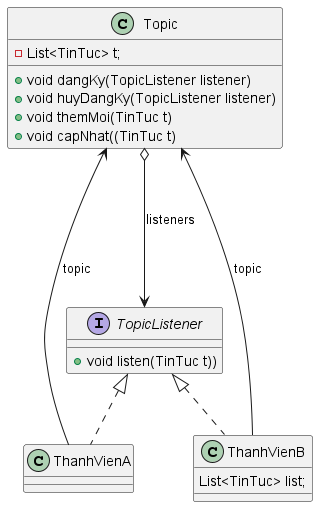 C Topic
List<TinTuc> t;
void dangKy(TopicListener listener)
void huyDangKy(TopicListener listener)
void themMoi(TinTuc t)
void capNhat((TinTuc t)
listeners
topic
topic
I TopicListener
void listen(TinTuc t))
C ThanhVienA
C ThanhVienB
List<TinTuc> list;